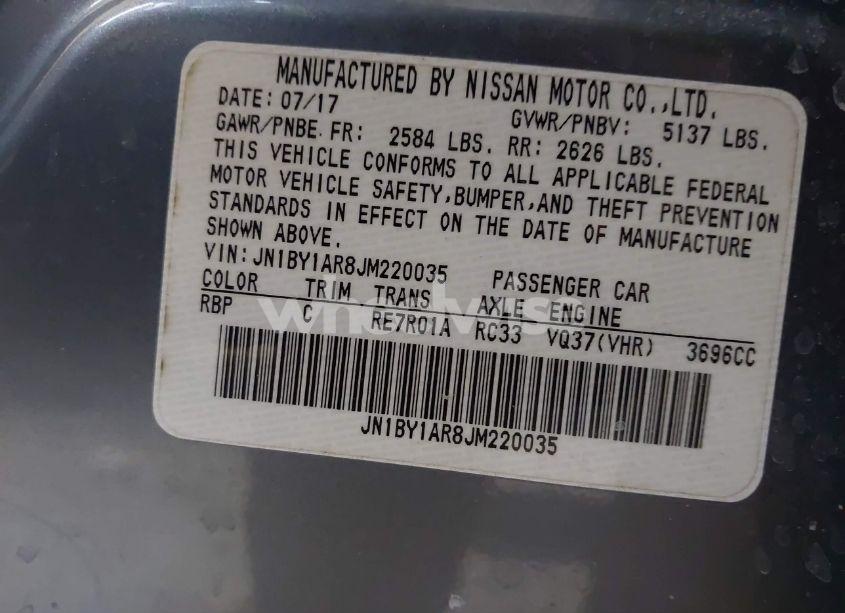 MANUFACTURED BY NISSAN MOTOR CO.,LTD.
DATE: 07/17 GVWR/PNBV: 5137 LBS.
GAWR/PNBE FR: 2584 LBS. RR: 2626 LBS.
THIS VEHICLE CONFORMS TO ALL APPLICABLE FEDERAL
MOTOR VEHICLE SAFETY,BUMPER,AND THEFT PREVENTION
STANDARDS IN EFFECT ON THE DATE OF MANUFACTURE
SHOWN ABOVE.
VIN:JN1BY1AR8JM220035 PASSENGER CAR
COLOR TRIM TRANS AXLE ENGINE
RBP C RE7R01A RC33 VQ37(VHR) 3696CC
JN1BY1AR8JM220035